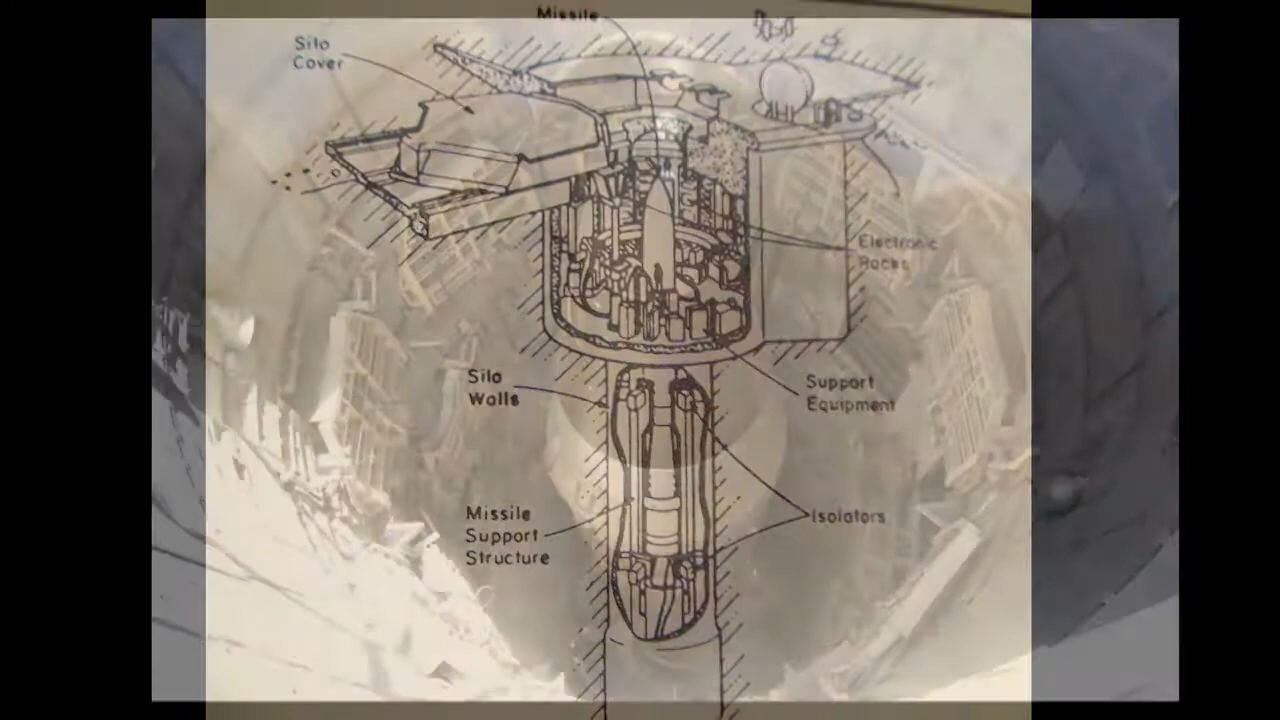 Missile
Silo
Cover
Electronic
Racks
Silo
Walls
Support
Equipment
Missile
Support
Structure
Isolators